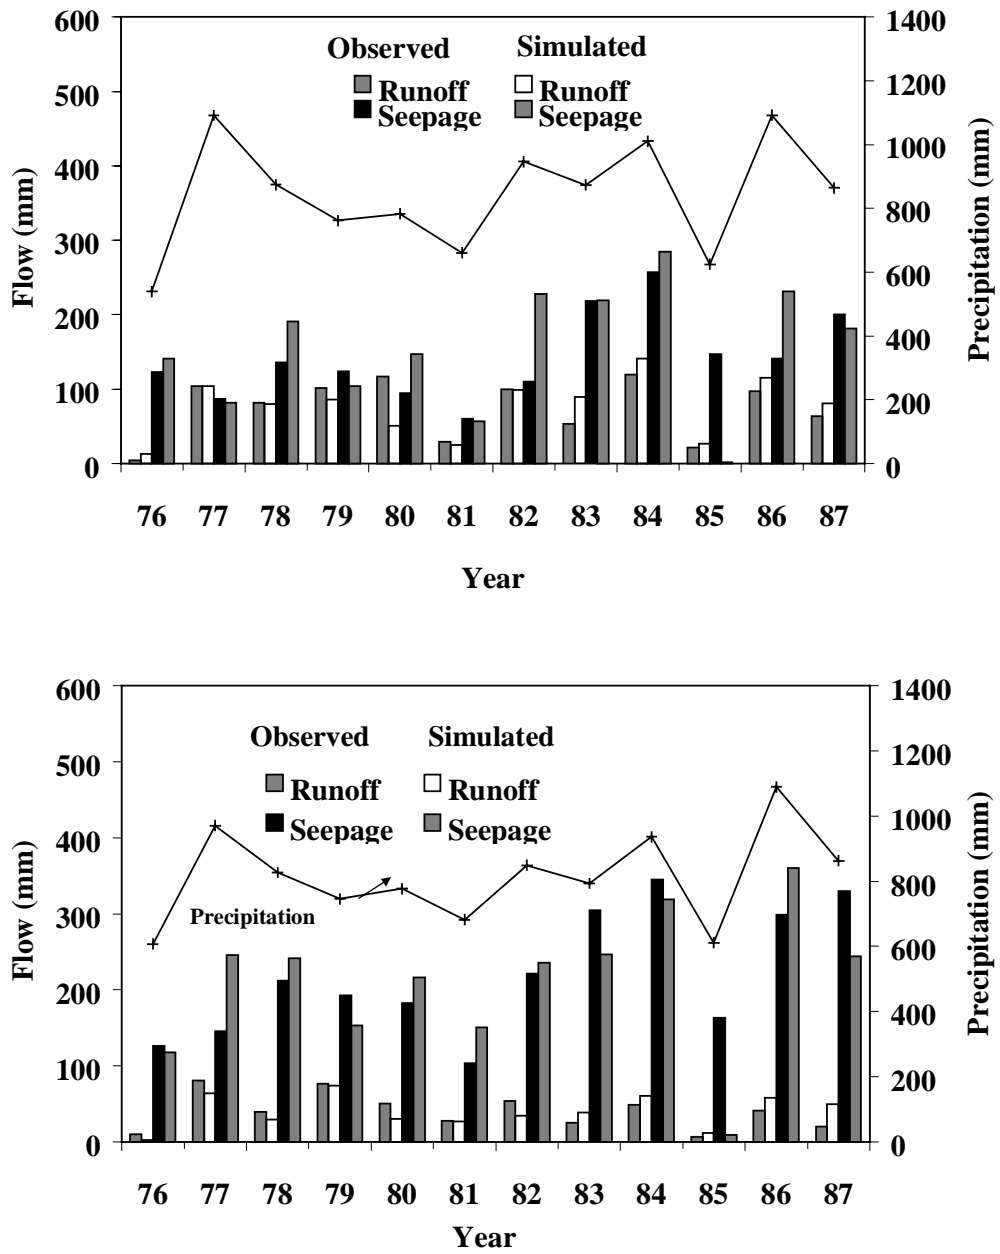 600 1400
Observed Simulated
1200
500 Runoff Runoff
Seepage Seepage
1000
400
800
300
600
200
400
100
200
0 0
76 77 78 79 80 81 82 83 84 85 86 87
Year
Flow (mm)
Precipitation (mm)
600 1400
Observed Simulated
1200
500
Runoff Runoff
Seepage Seepage
1000
400
800
Precipitation
300
600
200
400
100
200
0 0
76 77 78 79 80 81 82 83 84 85 86 87
Year
Flow (mm)
Precipitation (mm)